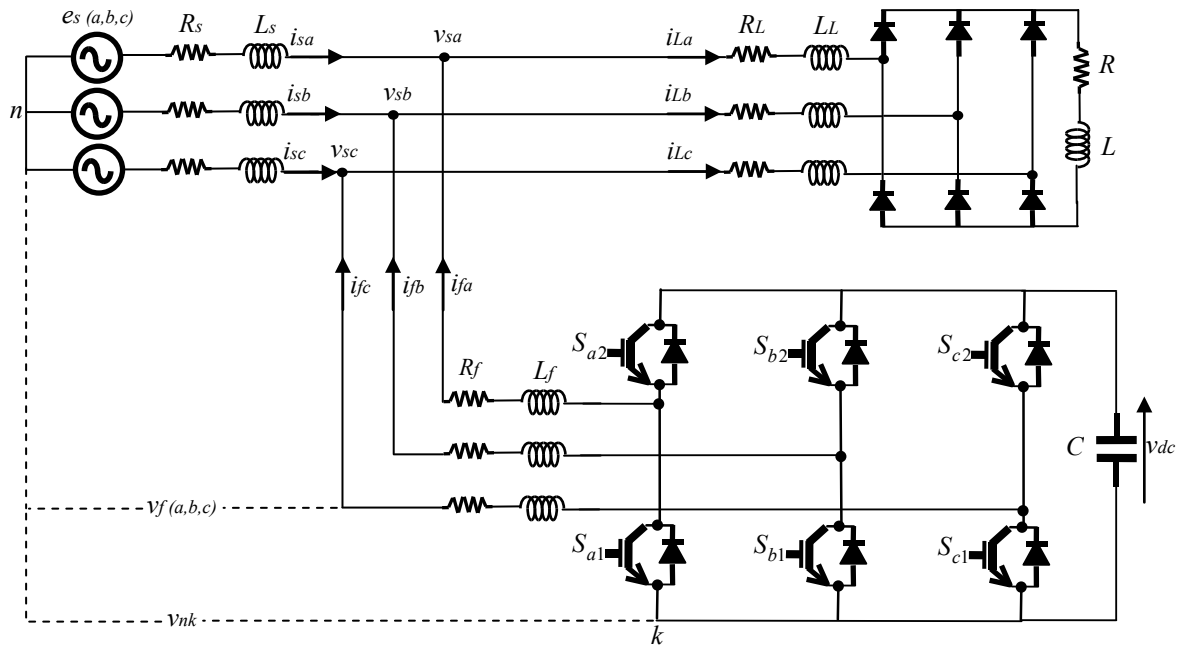 es (a,b,c)
Rs
Ls
isa
vsa
iLa
RL
LL
R
n
isb
vsb
iLb
L
isc
vsc
iLc
ifc
ifb
ifa
Sa2
Sb2
Sc2
Rf
Lf
C
vdc
vf (a,b,c)
Sa1
Sb1
Sc1
vnk
k